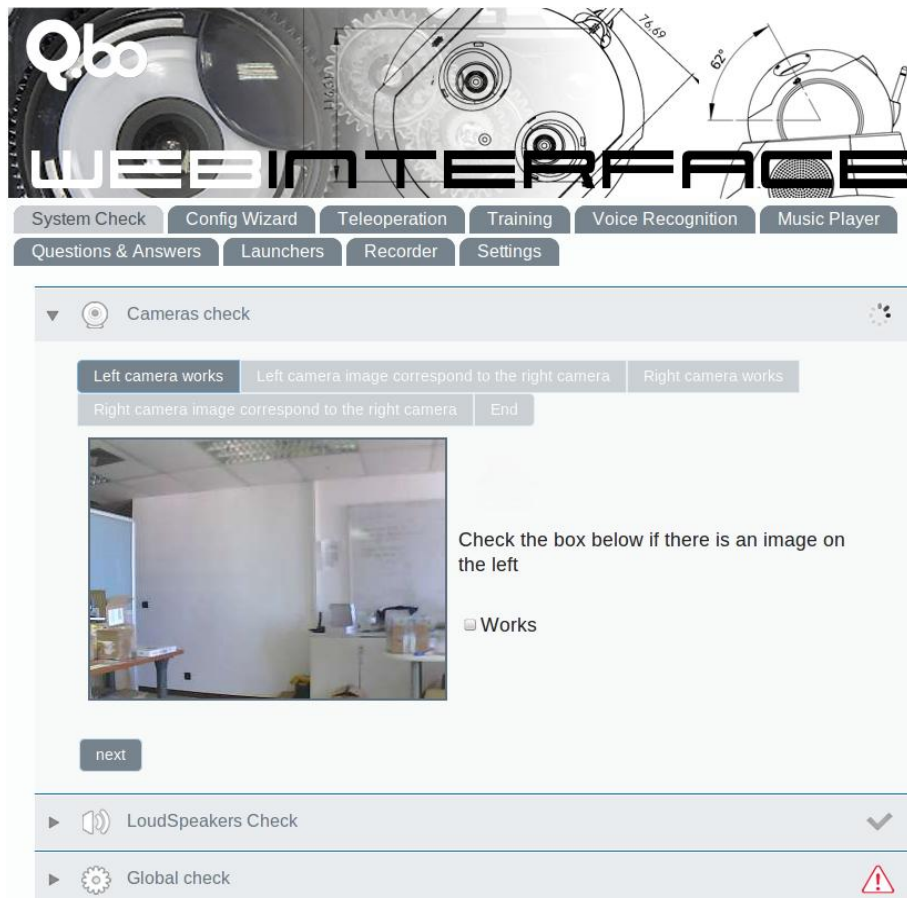 Q.bo
76.69
62°
WEBINTERFACE
System Check Config Wizard Teleoperation Training Voice Recognition Music Player
Questions & Answers Launchers Recorder Settings
Cameras check
Left camera works Left camera image correspond to the right camera Right camera works
Right camera image correspond to the right camera End
Check the box below if there is an image on
the left
Works
next
LoudSpeakers Check
Global check